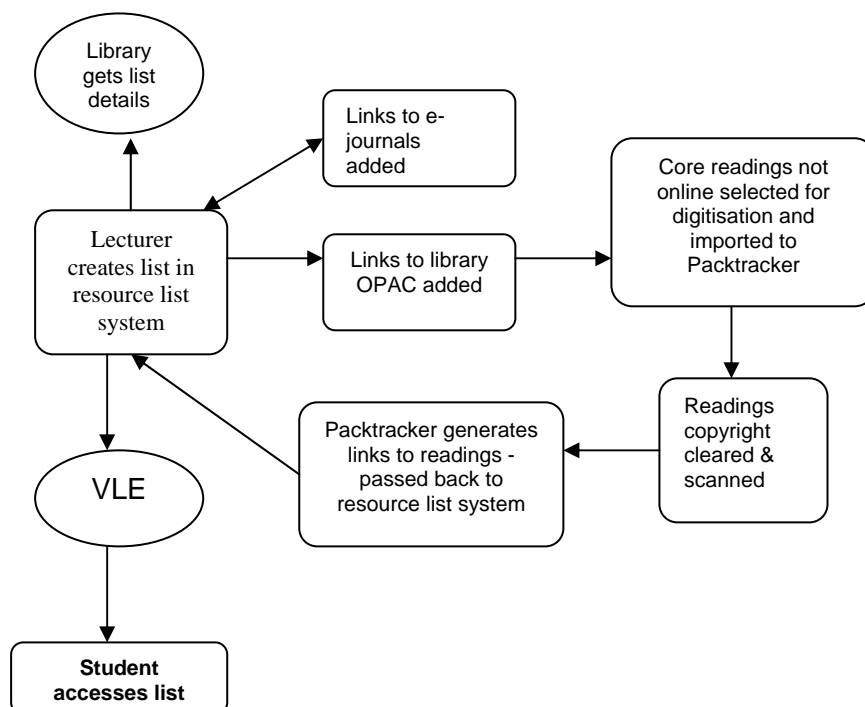 Library
gets list
details
Links to e-
journals
added
Core readings not
online selected for
digitisation and
imported to
Packtracker
Lecturer
creates list in
resource list
system
Links to library
OPAC added
Readings
copyright
cleared &
scanned
Packtracker generates
links to readings -
passed back to
resource list system
VLE
Student
accesses list